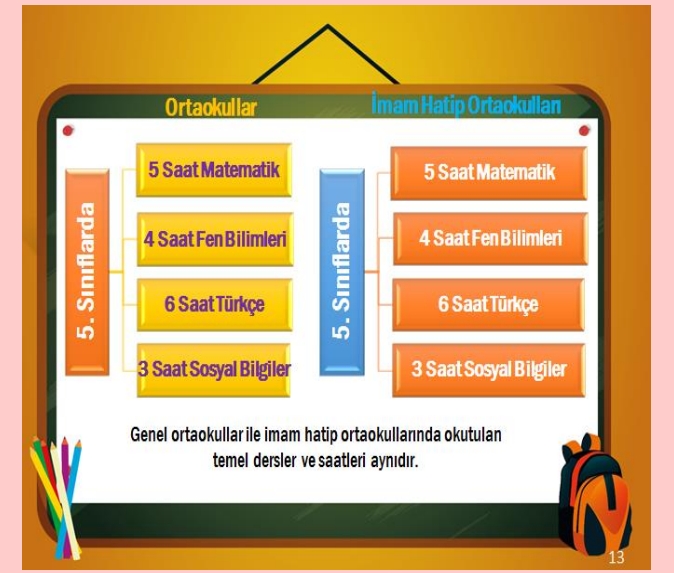 Ortaokullar
5. Sınıflarda
5 Saat Matematik
4 Saat Fen Bilimleri
6 Saat Türkçe
3 Saat Sosyal Bilgiler
İmam Hatip Ortaokulları
5. Sınıflarda
5 Saat Matematik
4 Saat Fen Bilimleri
6 Saat Türkçe
3 Saat Sosyal Bilgiler
Genel ortaokullar ile imam hatip ortaokullarında okutulan
temel dersler ve saatleri aynıdır.
13